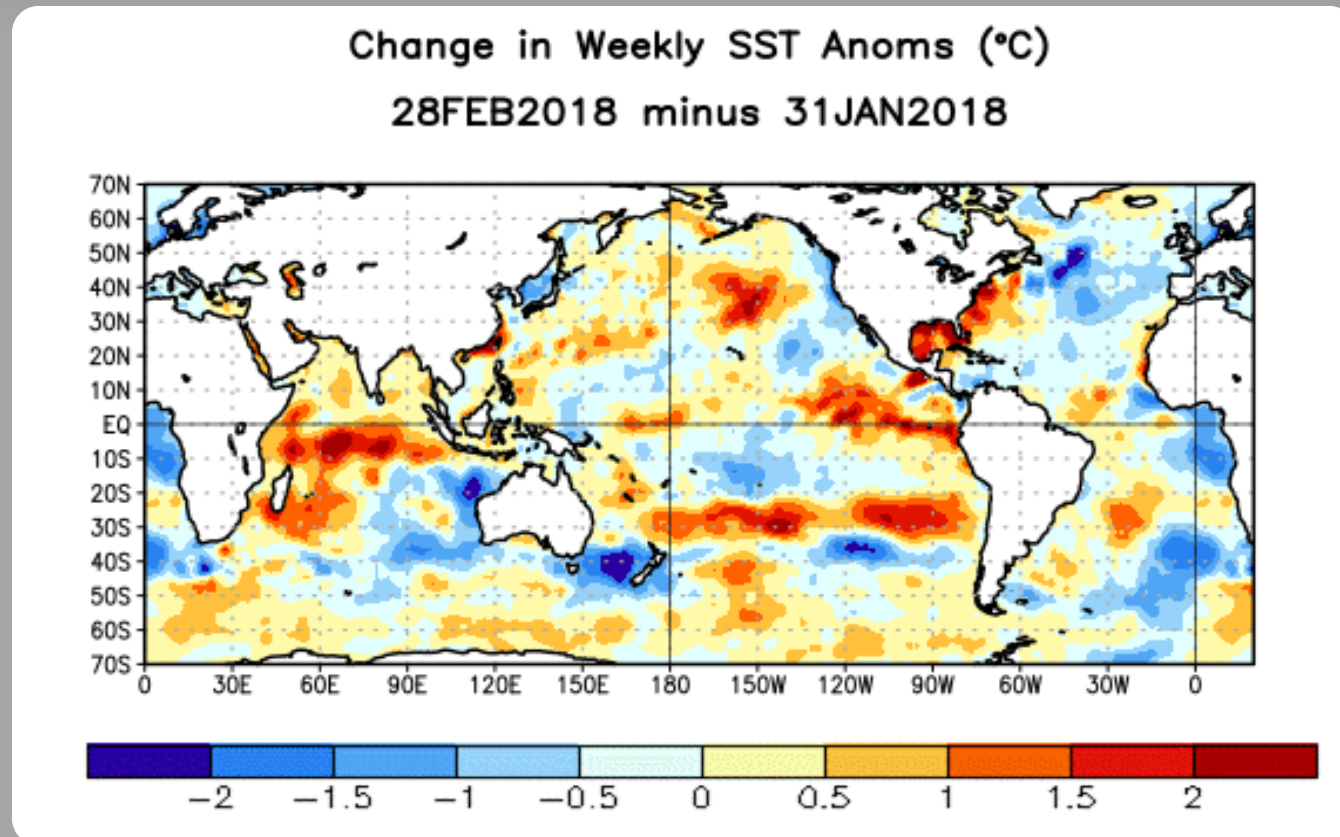 Change in Weekly SST Anoms (°C)
28FEB2018 minus 31JAN2018
70N
60N
50N
40N
30N
20N
10N
EQ
10S
20S
30S
40S
50S
60S
70S
0 30E 60E 90E 120E 150E 180 150W 120W 90W 60W 30W 0
−2 −1.5 −1 −0.5 0 0.5 1 1.5 2